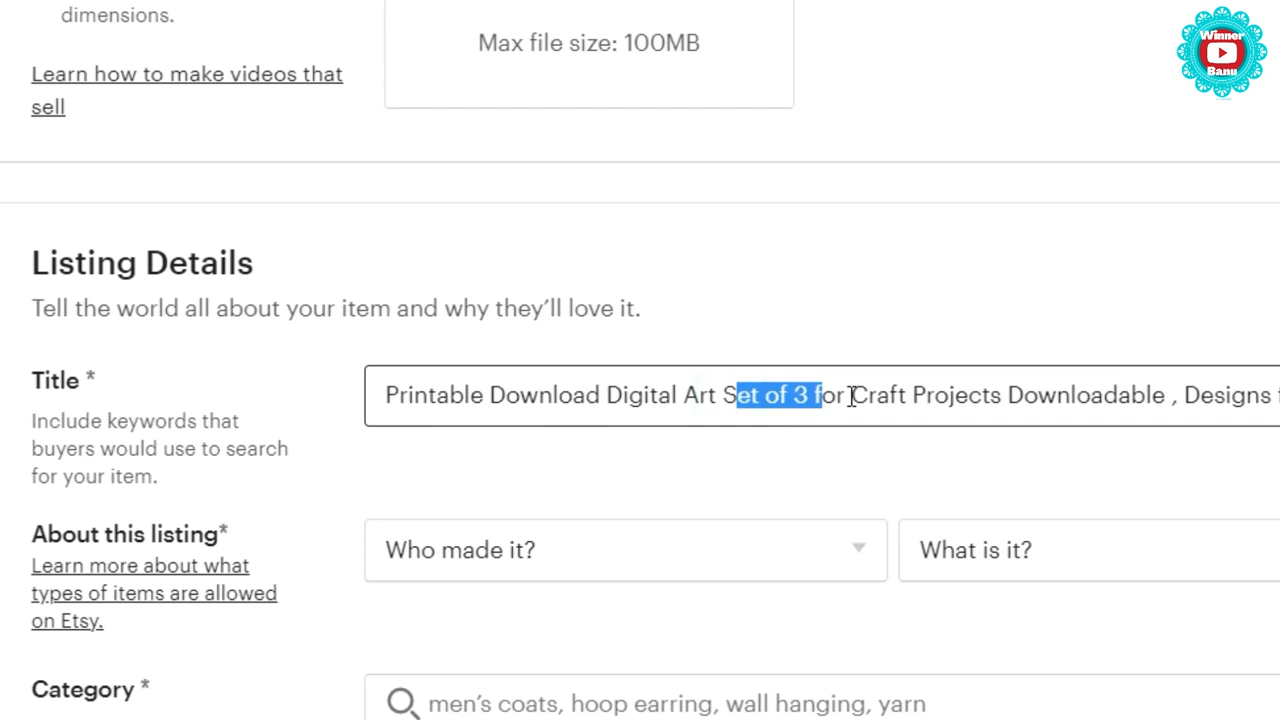 dimensions.
Max file size: 100MB
Winner
Banu
Learn how to make videos that
sell
Listing Details
Tell the world all about your item and why they’ll love it.
Title *
Printable Download Digital Art Set of 3 for Craft Projects Downloadable , Designs f
Include keywords that
buyers would use to search
for your item.
About this listing*
Who made it?
What is it?
Learn more about what
types of items are allowed
on Etsy.
Category *
men’s coats, hoop earring, wall hanging, yarn